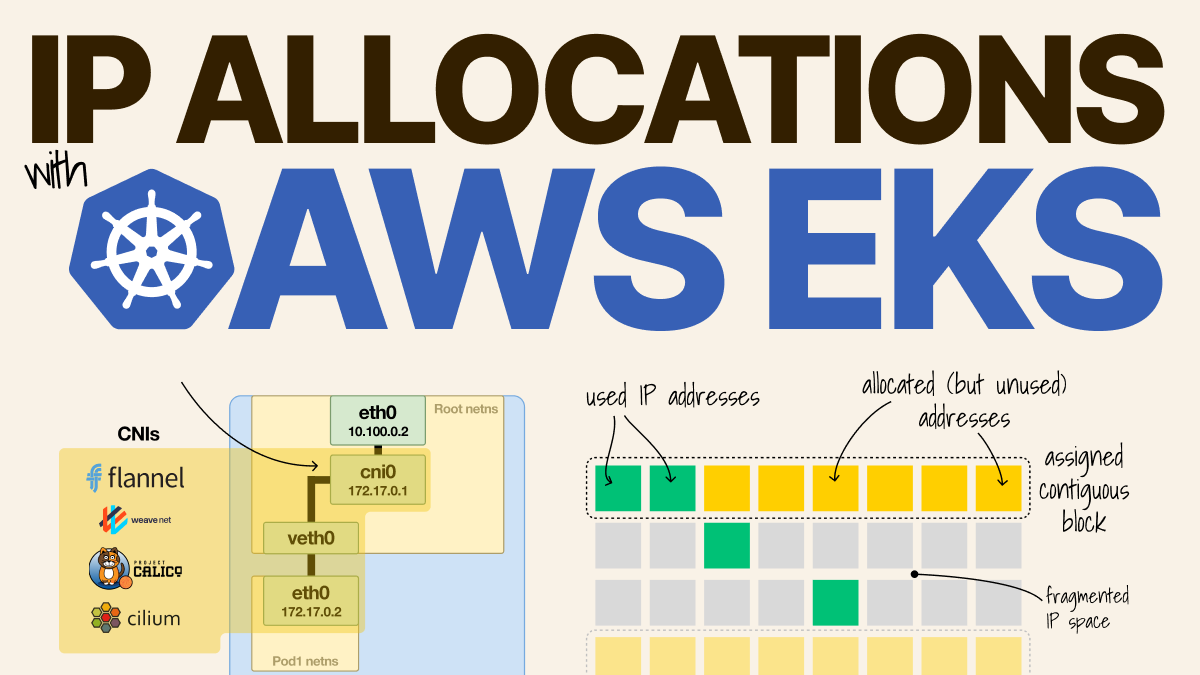 IP ALLOCATIONS
with
AWS EKS
CNIs
flannel
weave net
PROJECT
CALICO
cilium
eth0
10.100.0.2
Root netns
cni0
172.17.0.1
veth0
eth0
172.17.0.2
Pod1 netns
used IP addresses
allocated (but unused)
addresses
assigned
contiguous
block
fragmented
IP space